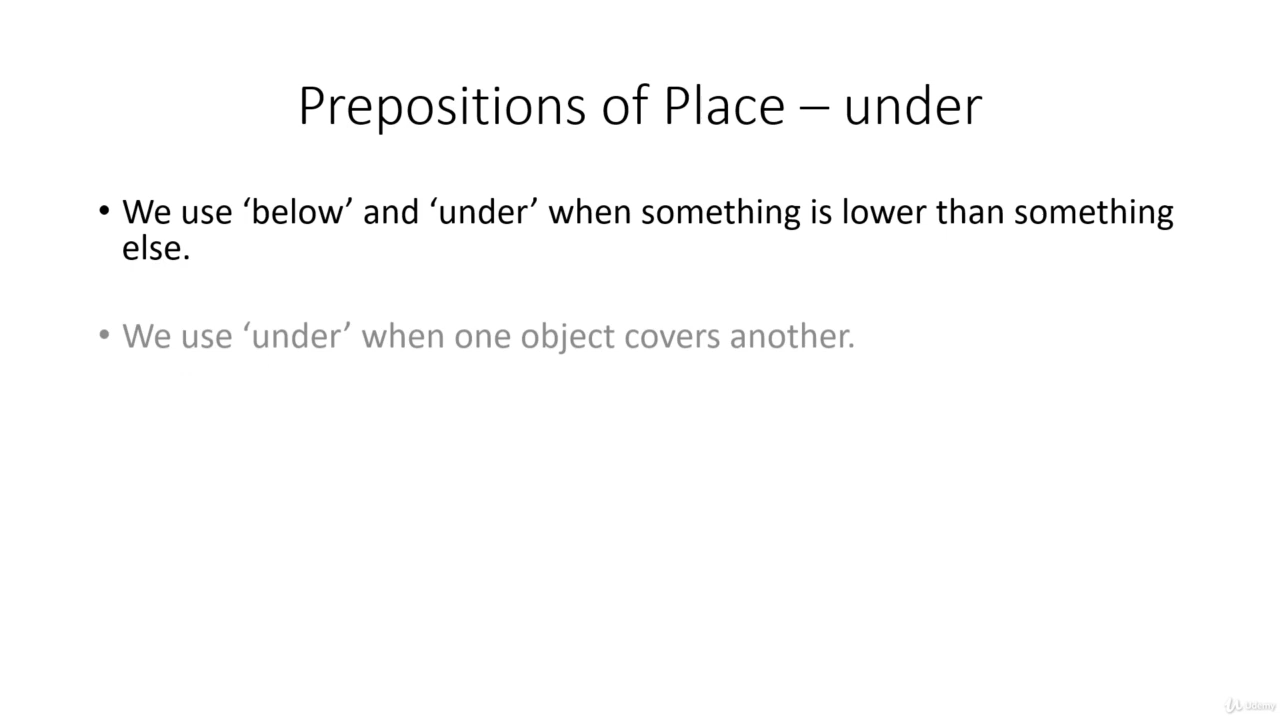 Prepositions of Place – under
• We use ‘below’ and ‘under’ when something is lower than something
else.
• We use ‘under’ when one object covers another.
Udemy